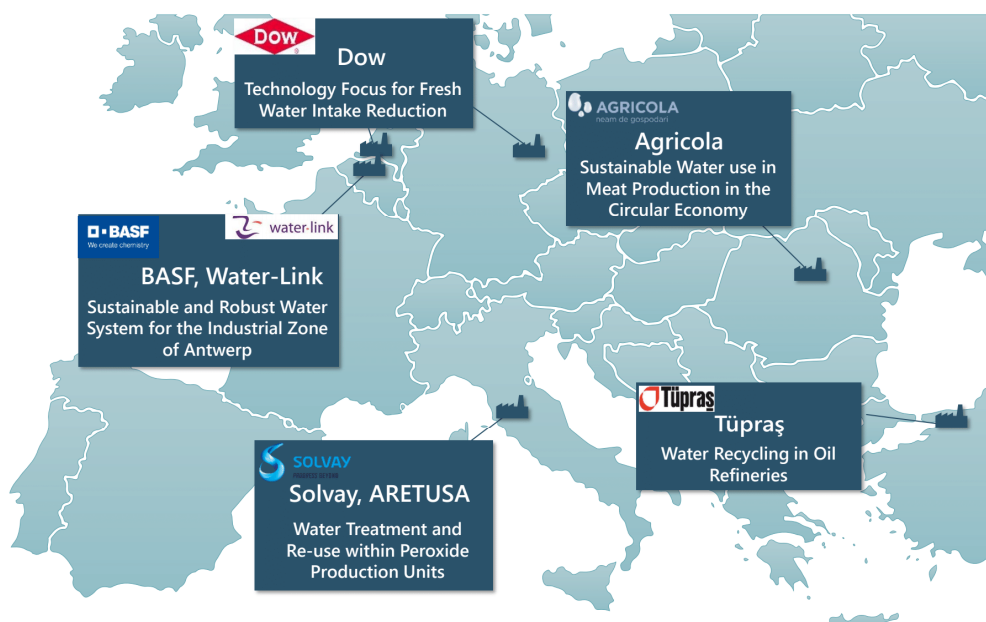 DOW
Dow
Technology Focus for Fresh
Water Intake Reduction
AGRICOLA
neam de gospodari
Agricola
Sustainable Water use in
Meat Production in the
Circular Economy
BASF
We create chemistry
water-link
BASF, Water-Link
Sustainable and Robust Water
System for the Industrial Zone
of Antwerp
Tüpraş
Tüpraş
Water Recycling in Oil
Refineries
SOLVAY
PROGRESS BEYOND
Solvay, ARETUSA
Water Treatment and
Re-use within Peroxide
Production Units